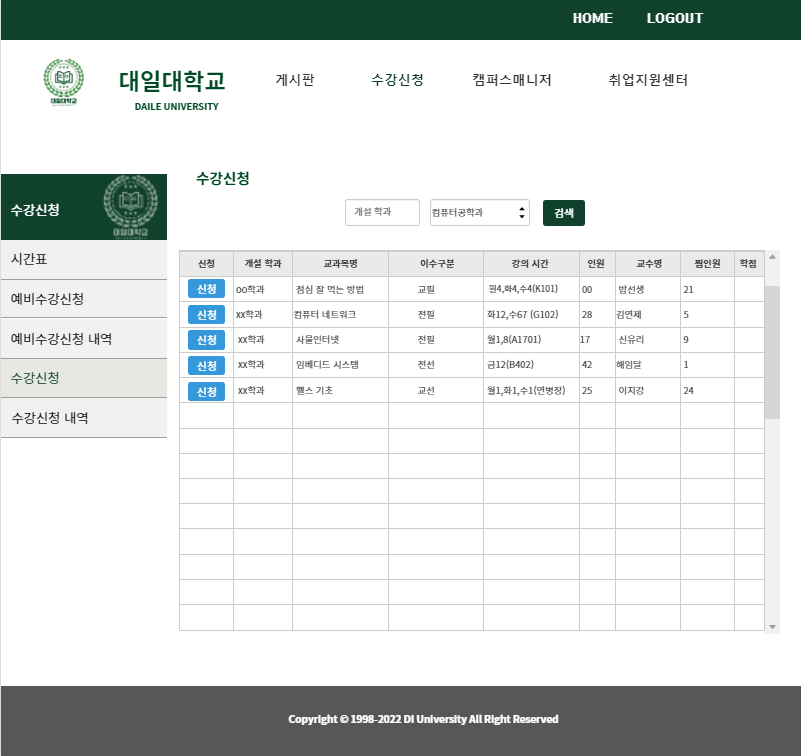 HOME LOGOUT
대일대학교
DAILE UNIVERSITY
대일대학교
게시판 수강신청 캠퍼스매니저 취업지원센터
수강신청
대일대학교
시간표
예비수강신청
예비수강신청 내역
수강신청
수강신청 내역
수강신청
개설 학과 컴퓨터공학과 검색
신청 개설 학과 교과목명 이수구분 강의 시간 인원 교수명 찜인원 학점
신청 oo학과 점심 잘 먹는 방법 교필 월4,화4,수4(K101) 00 밥선생 21
신청 xx학과 컴퓨터 네트워크 전필 화12,수67 (G102) 28 김연제 5
신청 xx학과 사물인터넷 전필 월1,8(A1701) 17 신유리 9
신청 xx학과 임베디드 시스템 전선 금12(B402) 42 해임달 1
신청 xx학과 헬스 기초 교선 월1,화1,수1(연병장) 25 이지강 24
Copyright © 1998-2022 DI University All Right Reserved